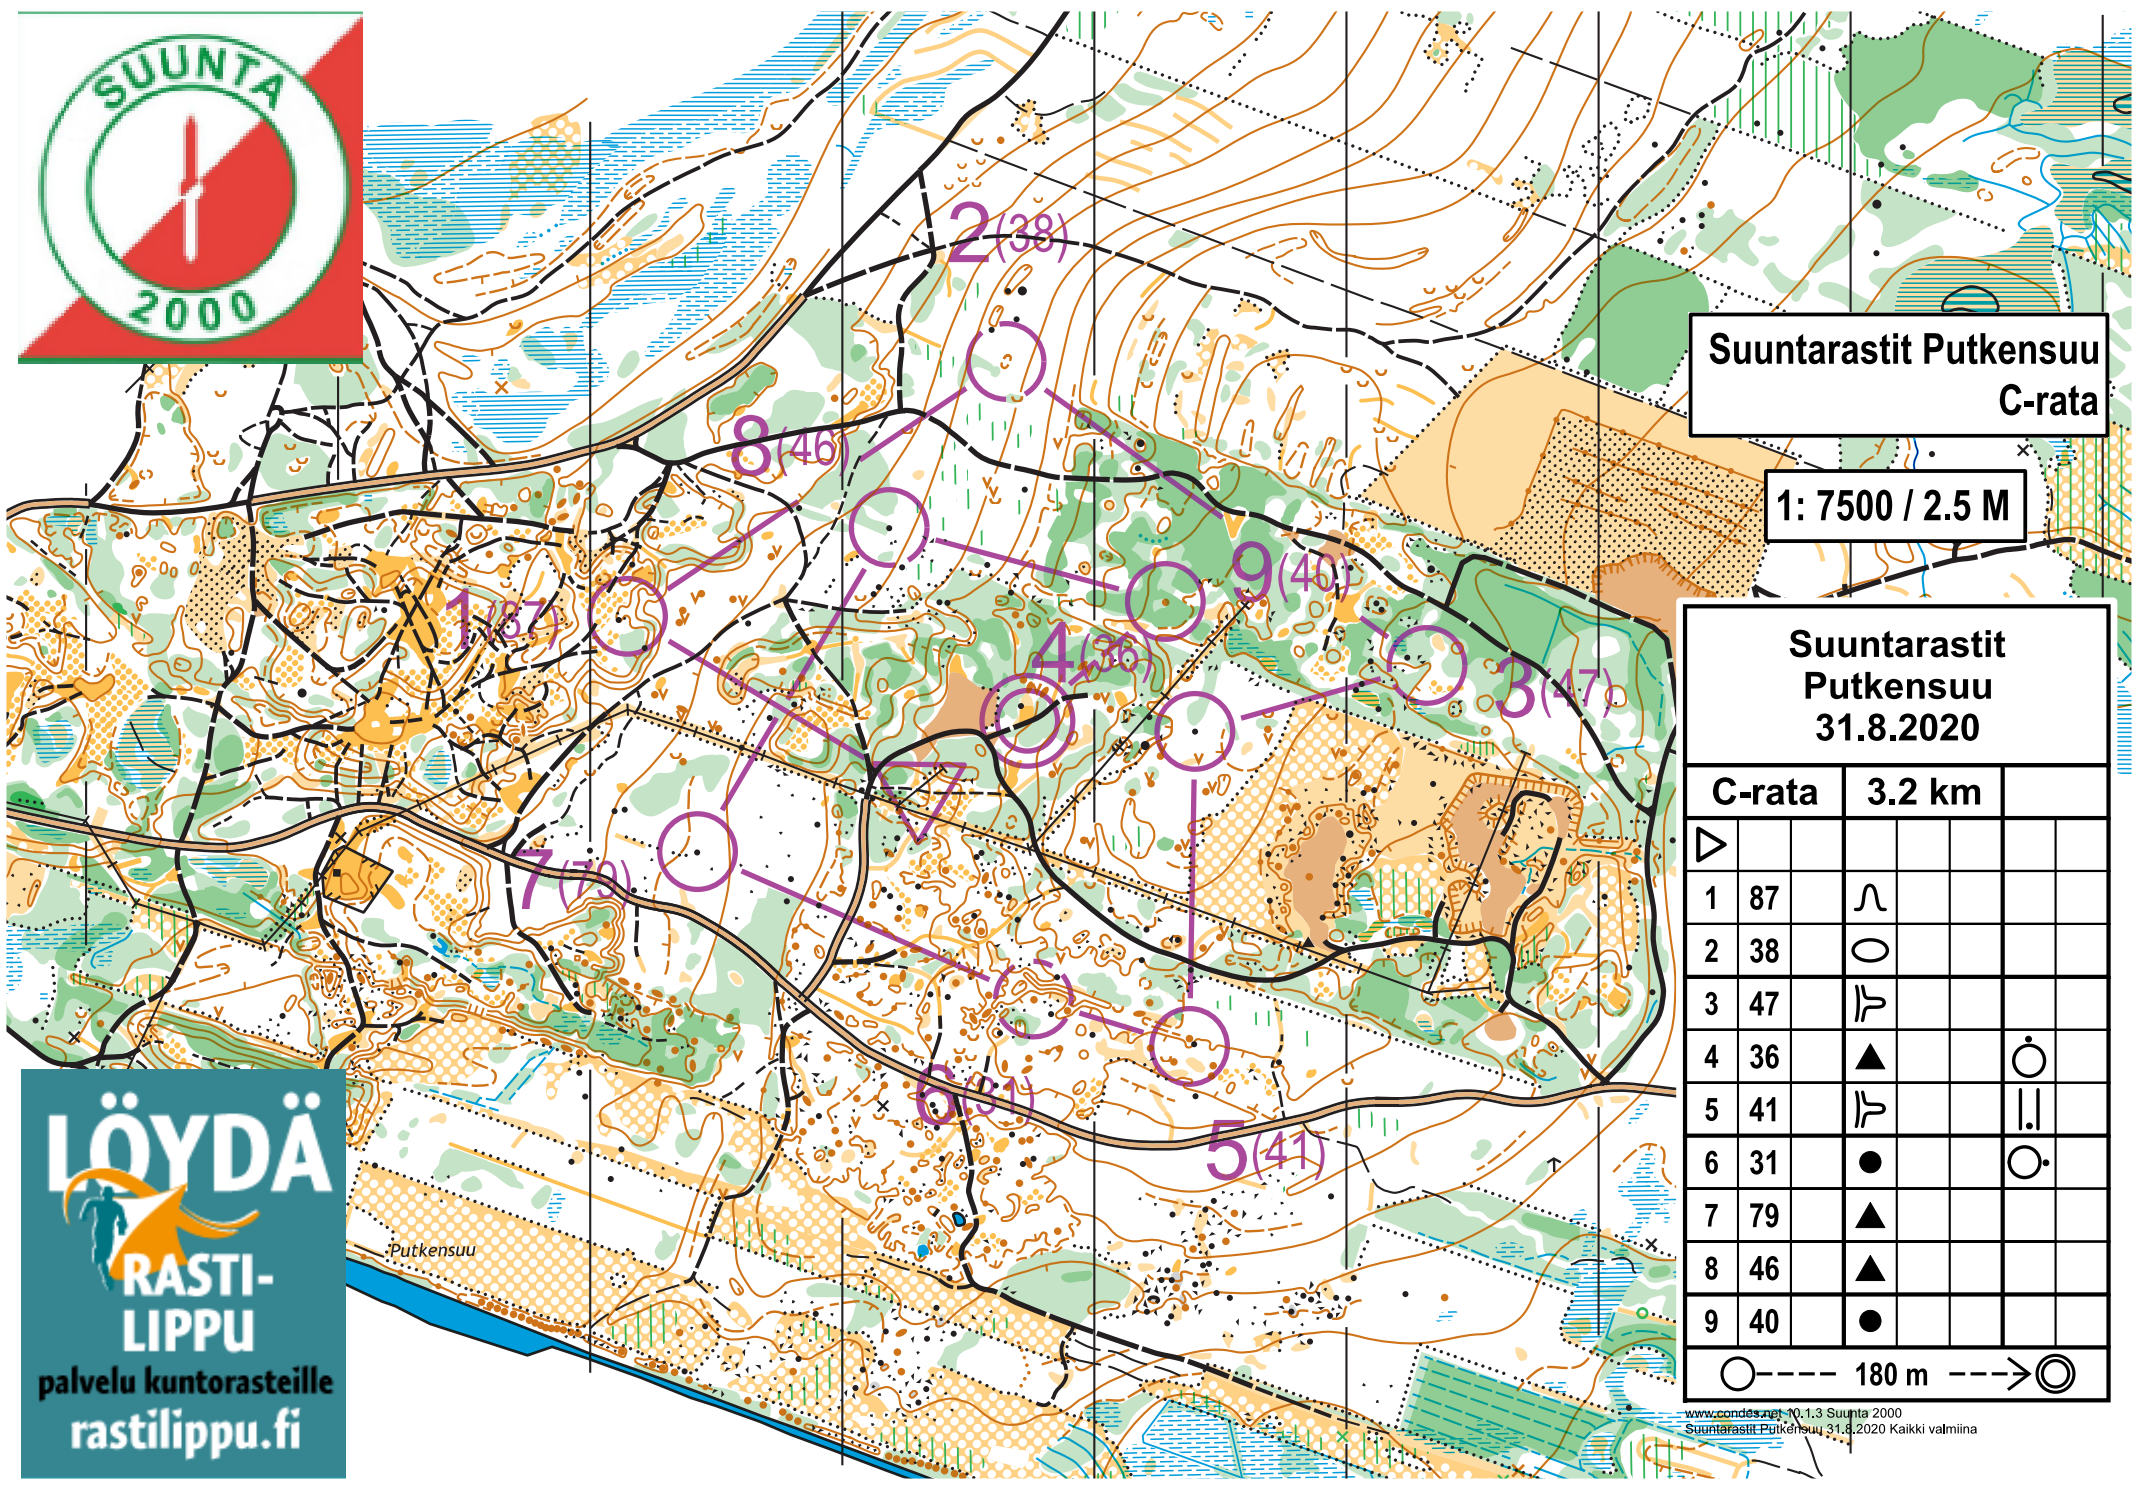 SUUNTA
2000
2(38)
8(46)
9(40)
1(87)
4(36)
3(47)
7(79)
6(31)
5(41)
Putkensuu
Suuntarastit Putkensuu
C-rata
1: 7500 / 2.5 M
Suuntarastit
Putkensuu
31.8.2020
C-rata 3.2 km
1 87
2 38
3 47
4 36
5 41
6 31
7 79
8 46
9 40
180 m
www.condes.net 10.1.3 Suunta 2000
Suuntarastit Putkensuu 31.8.2020 Kaikki valmiina
LÖYDÄ
RASTI-
LIPPU
palvelu kuntorasteille
rastilippu.fi